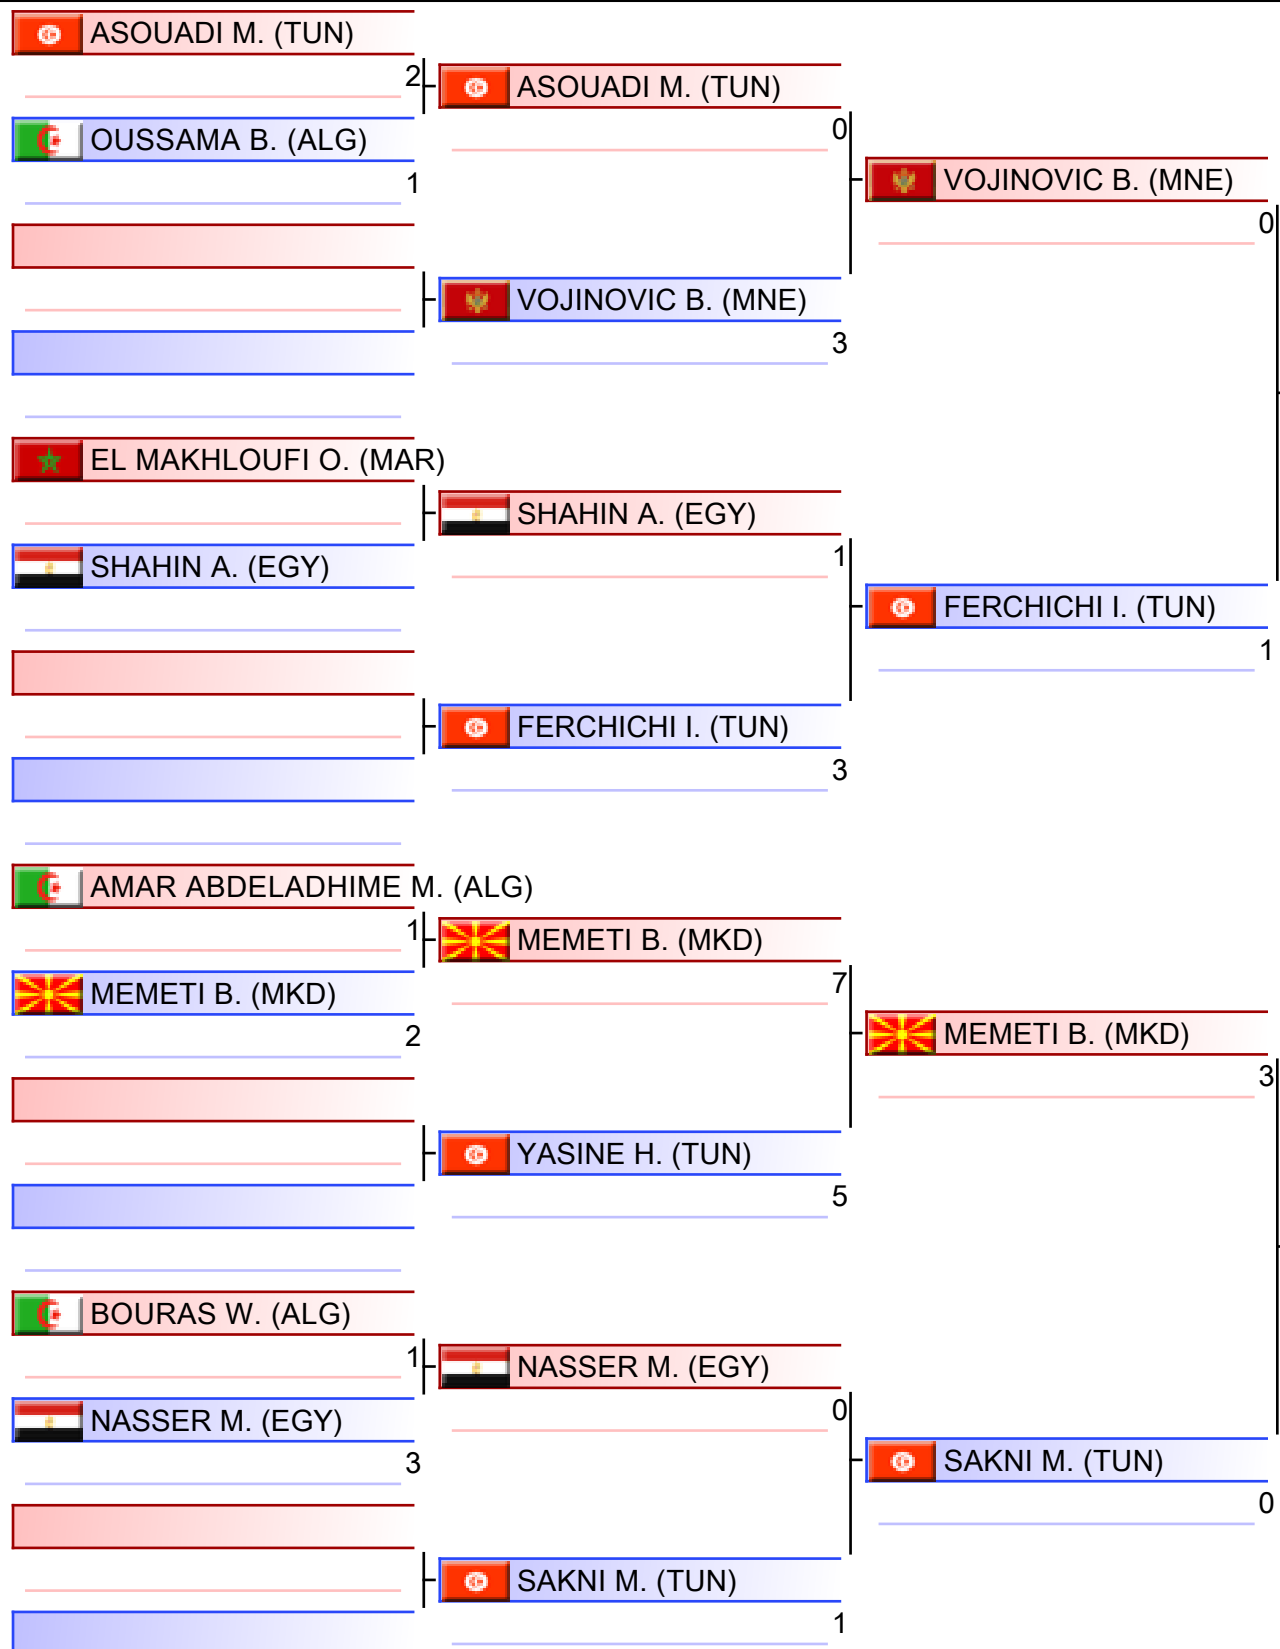 ASOUADI M. (TUN)
2
ASOUADI M. (TUN)
0
OUSSAMA B. (ALG)
1
VOJINOVIC B. (MNE)
0
VOJINOVIC B. (MNE)
3
EL MAKHLOUFI O. (MAR)
SHAHIN A. (EGY)
1
SHAHIN A. (EGY)
FERCHICHI I. (TUN)
1
FERCHICHI I. (TUN)
3
AMAR ABDELADHIME M. (ALG)
1
MEMETI B. (MKD)
7
MEMETI B. (MKD)
2
MEMETI B. (MKD)
3
YASINE H. (TUN)
5
BOURAS W. (ALG)
1
NASSER M. (EGY)
0
NASSER M. (EGY)
3
SAKNI M. (TUN)
0
SAKNI M. (TUN)
1